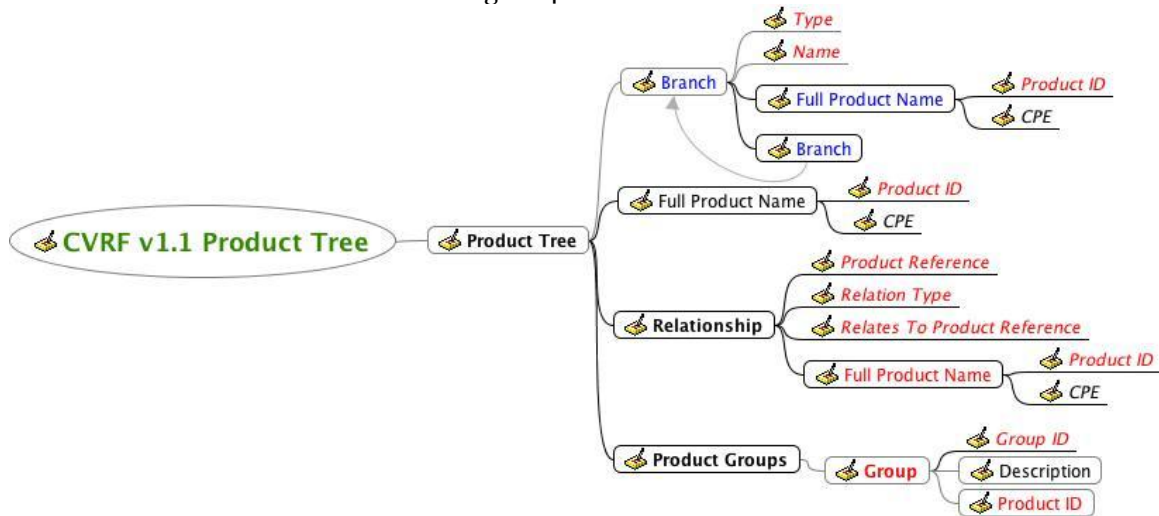 Type
Name
Branch
Full Product Name
Product ID
CPE
Branch
Full Product Name
Product ID
CPE
CVRF v1.1 Product Tree
Product Tree
Product Reference
Relation Type
Relationship
Relates To Product Reference
Full Product Name
Product ID
CPE
Product Groups
Group
Group ID
Description
Product ID